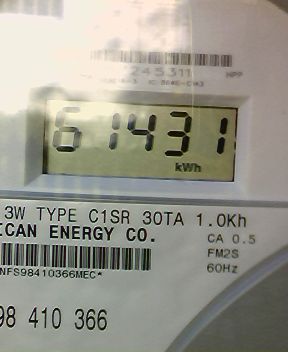 245311
HPP
61431
kWh
3W TYPE C1SR 30TA 1.0Kh
ICAN ENERGY CO.
CA 0.5
FM2S
NFS98410366MEC*
60Hz
98 410 366